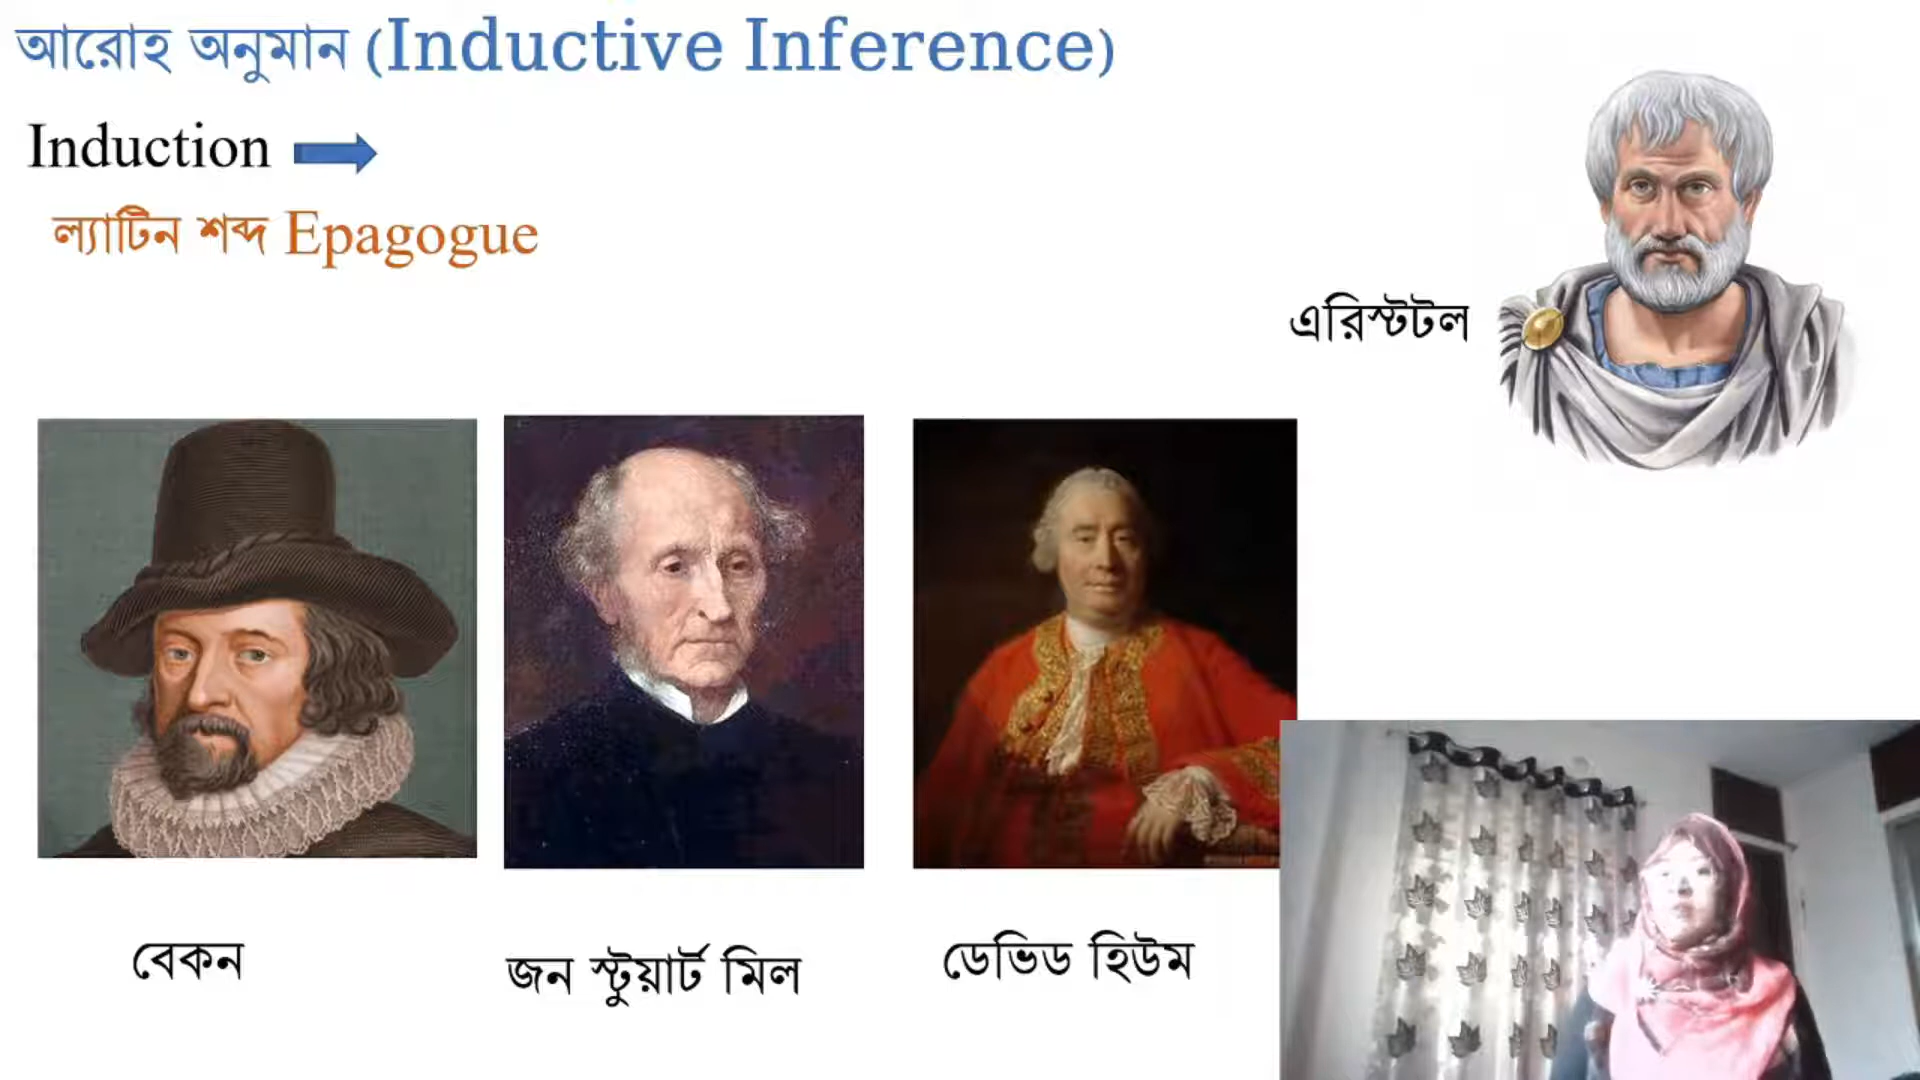 আরোহ অনুমান (Inductive Inference)
Induction
ল্যাটিন শব্দ Epagogue
এরিস্টটল
বেকন
জন স্টুয়ার্ট মিল
ডেভিড হিউম